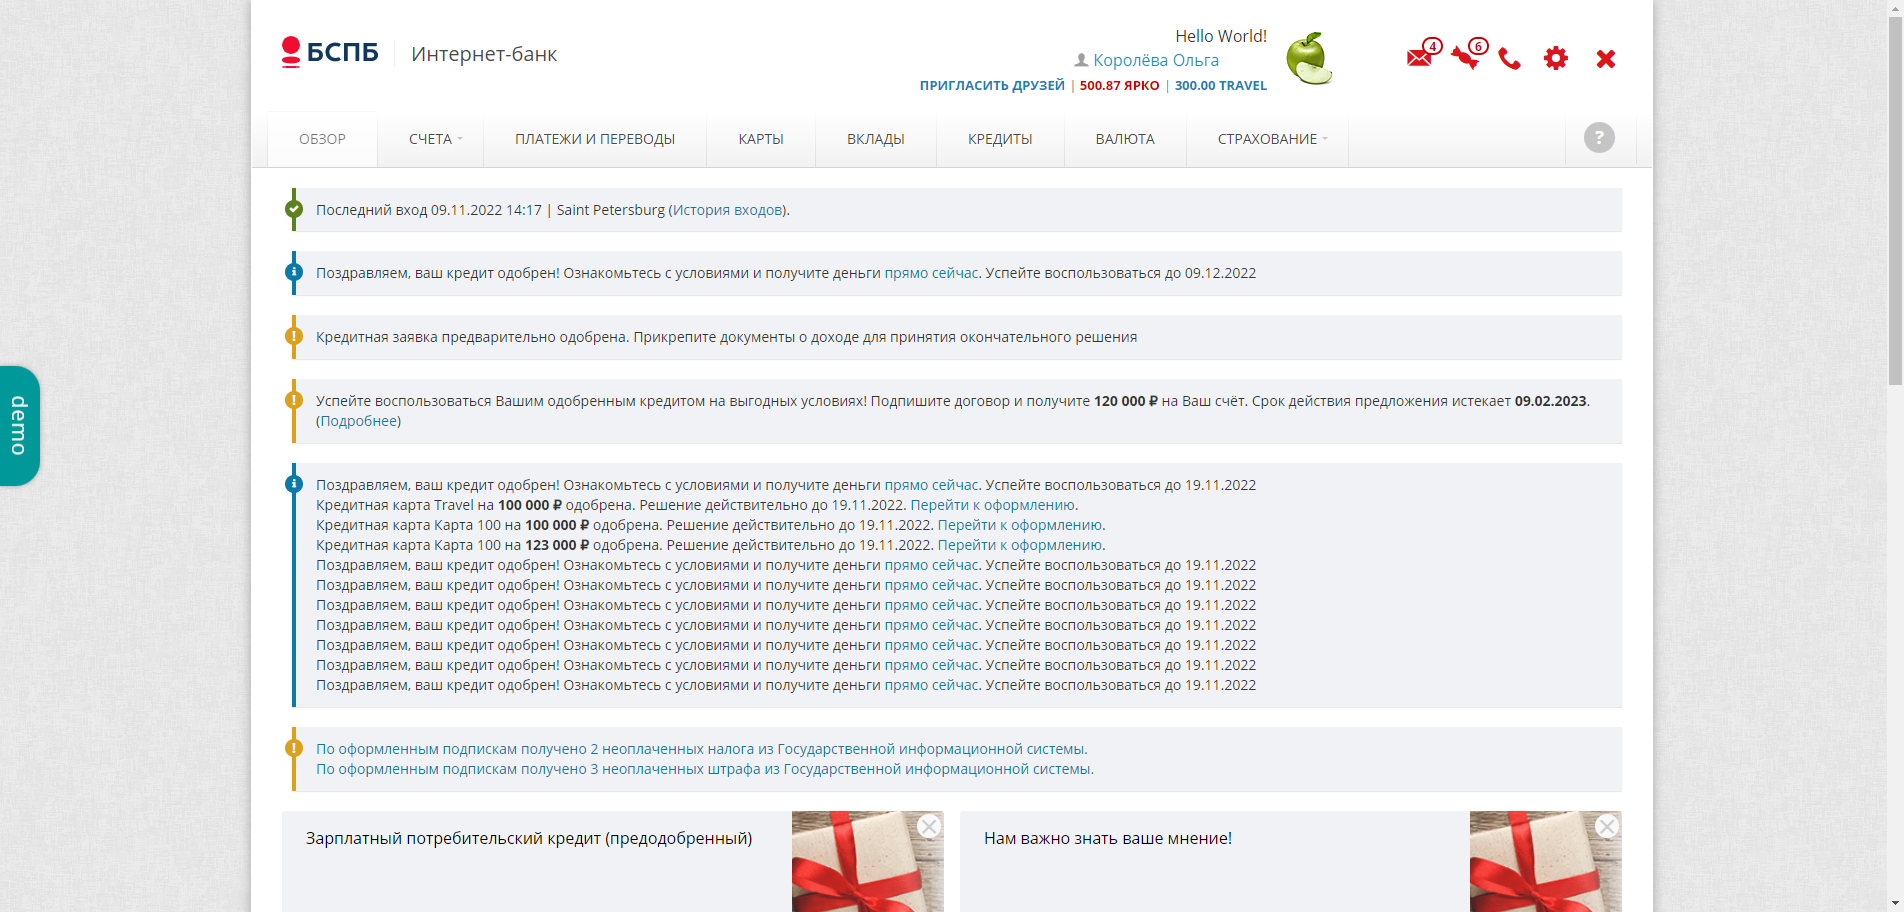 БСПБ
Интернет-банк
Hello World!
Королёва Ольга
ПРИГЛАСИТЬ ДРУЗЕЙ | 500.87 ЯРКО | 300.00 TRAVEL
4
6
ОБЗОР
СЧЕТА
ПЛАТЕЖИ И ПЕРЕВОДЫ
КАРТЫ
ВКЛАДЫ
КРЕДИТЫ
ВАЛЮТА
СТРАХОВАНИЕ
?
Последний вход 09.11.2022 14:17 | Saint Petersburg (История входов).
Поздравляем, ваш кредит одобрен! Ознакомьтесь с условиями и получите деньги прямо сейчас. Успейте воспользоваться до 09.12.2022
Кредитная заявка предварительно одобрена. Прикрепите документы о доходе для принятия окончательного решения
Успейте воспользоваться Вашим одобренным кредитом на выгодных условиях! Подпишите договор и получите 120 000 ₽ на Ваш счёт. Срок действия предложения истекает 09.02.2023.
(Подробнее)
demo
Поздравляем, ваш кредит одобрен! Ознакомьтесь с условиями и получите деньги прямо сейчас. Успейте воспользоваться до 19.11.2022
Кредитная карта Travel на 100 000 ₽ одобрена. Решение действительно до 19.11.2022. Перейти к оформлению.
Кредитная карта Карта 100 на 100 000 ₽ одобрена. Решение действительно до 19.11.2022. Перейти к оформлению.
Кредитная карта Карта 100 на 123 000 ₽ одобрена. Решение действительно до 19.11.2022. Перейти к оформлению.
Поздравляем, ваш кредит одобрен! Ознакомьтесь с условиями и получите деньги прямо сейчас. Успейте воспользоваться до 19.11.2022
Поздравляем, ваш кредит одобрен! Ознакомьтесь с условиями и получите деньги прямо сейчас. Успейте воспользоваться до 19.11.2022
Поздравляем, ваш кредит одобрен! Ознакомьтесь с условиями и получите деньги прямо сейчас. Успейте воспользоваться до 19.11.2022
Поздравляем, ваш кредит одобрен! Ознакомьтесь с условиями и получите деньги прямо сейчас. Успейте воспользоваться до 19.11.2022
Поздравляем, ваш кредит одобрен! Ознакомьтесь с условиями и получите деньги прямо сейчас. Успейте воспользоваться до 19.11.2022
Поздравляем, ваш кредит одобрен! Ознакомьтесь с условиями и получите деньги прямо сейчас. Успейте воспользоваться до 19.11.2022
Поздравляем, ваш кредит одобрен! Ознакомьтесь с условиями и получите деньги прямо сейчас. Успейте воспользоваться до 19.11.2022
По оформленным подпискам получено 2 неоплаченных налога из Государственной информационной системы.
По оформленным подпискам получено 3 неоплаченных штрафа из Государственной информационной системы.
Зарплатный потребительский кредит (предодобренный)
Нам важно знать ваше мнение!